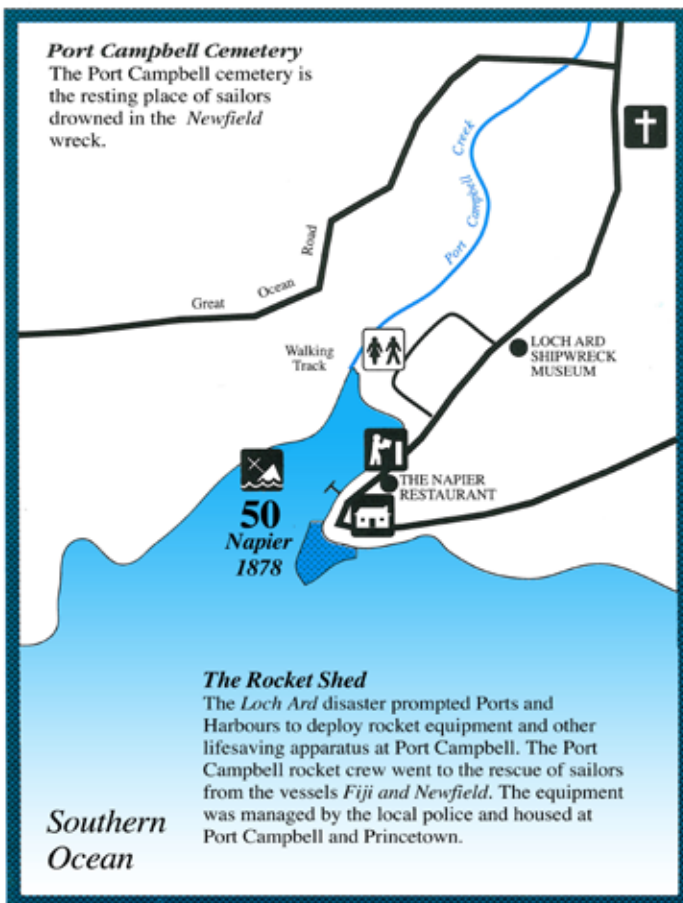 Port Campbell Cemetery
The Port Campbell cemetery is
the resting place of sailors
drowned in the Newfield
wreck.
Port Campbell Creek
Great Ocean Road
Walking
Track
LOCH ARD
SHIPWRECK
MUSEUM
THE NAPIER
RESTAURANT
50
Napier
1878
The Rocket Shed
The Loch Ard disaster prompted Ports and
Harbours to deploy rocket equipment and other
lifesaving apparatus at Port Campbell. The Port
Campbell rocket crew went to the rescue of sailors
from the vessels Fiji and Newfield. The equipment
was managed by the local police and housed at
Port Campbell and Princetown.
Southern
Ocean